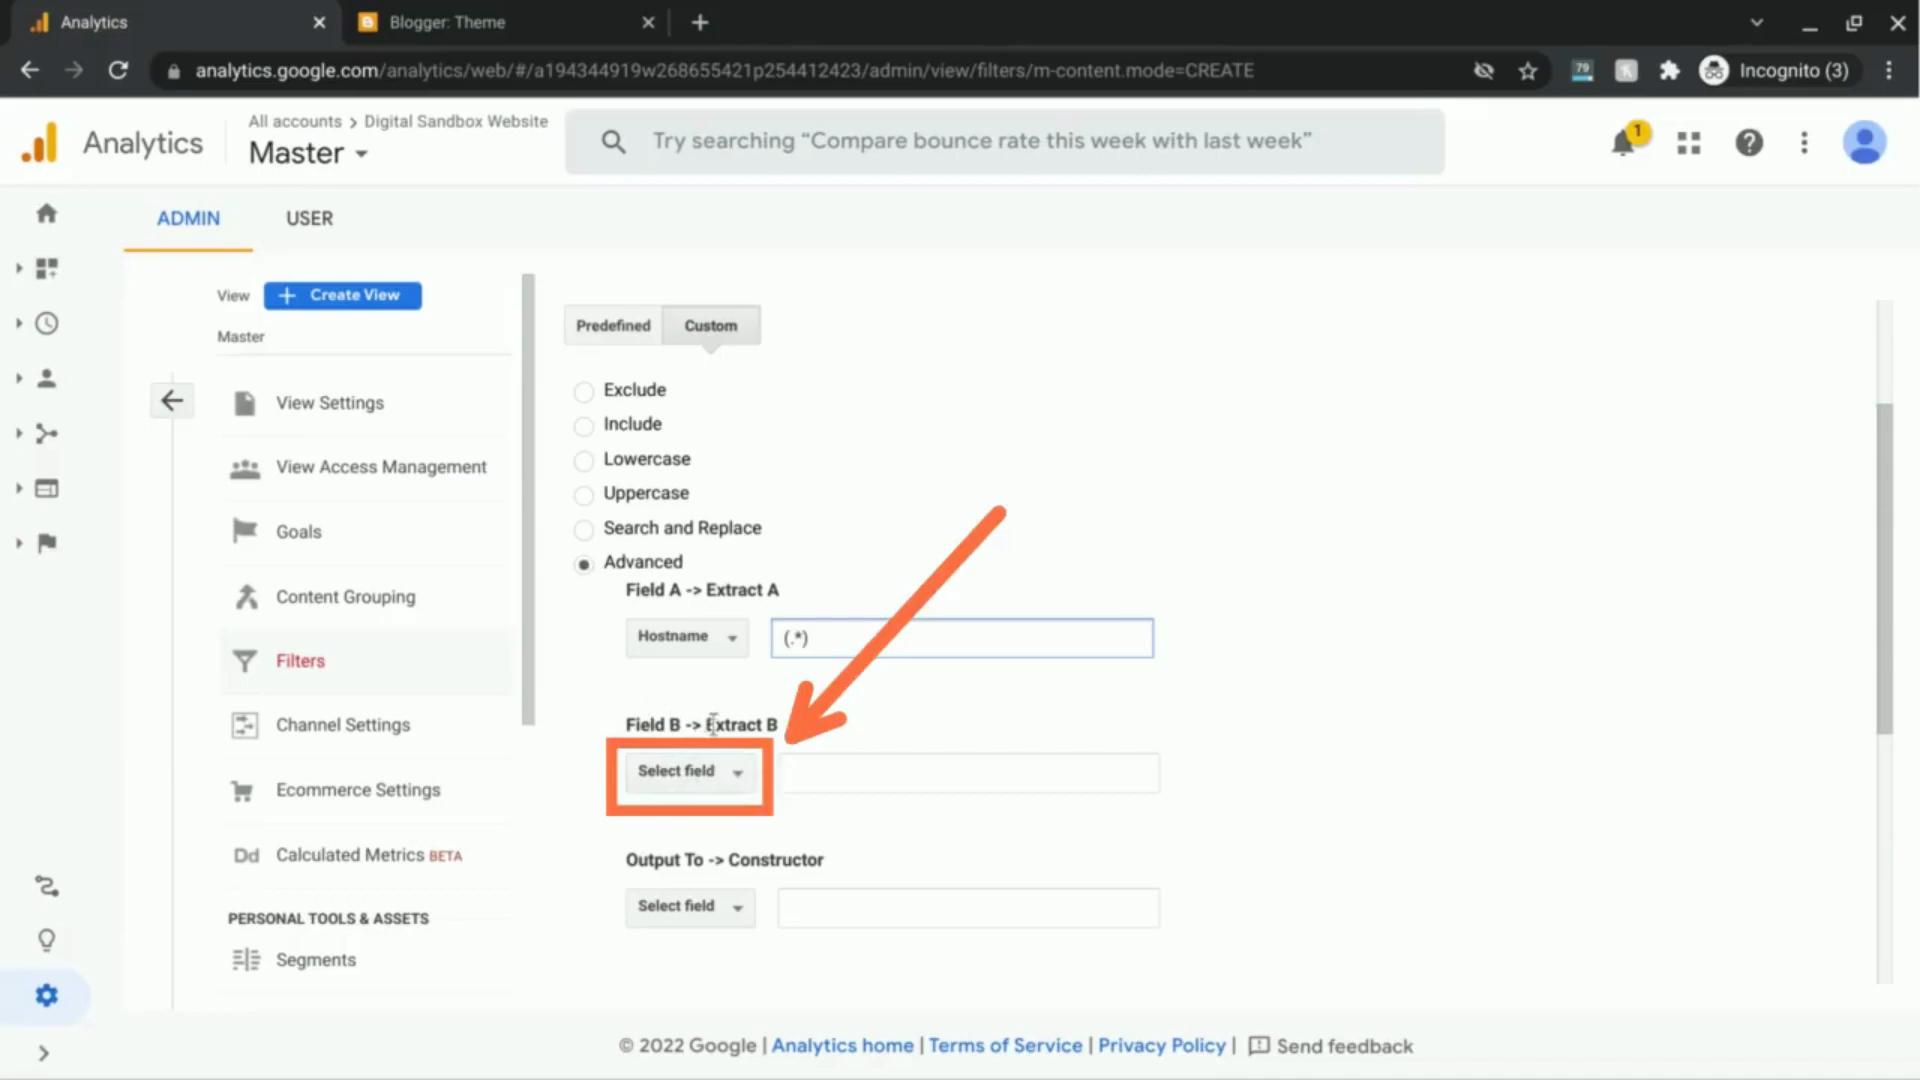 Analytics
Blogger: Theme
analytics.google.com/analytics/web/#/a194344919w268655421p254412423/admin/view/filters/m-content.mode=CREATE
79
Incognito (3)
Analytics
All accounts > Digital Sandbox Website
Master
Try searching “Compare bounce rate this week with last week”
1
ADMIN
USER
View
+ Create View
Master
View Settings
View Access Management
Goals
Content Grouping
Filters
Channel Settings
Ecommerce Settings
Dd Calculated Metrics BETA
PERSONAL TOOLS & ASSETS
Segments
Predefined
Custom
Exclude
Include
Lowercase
Uppercase
Search and Replace
Advanced
Field A -> Extract A
Hostname
(.*)
Field B -> Extract B
Select field
Output To -> Constructor
Select field
© 2022 Google | Analytics home | Terms of Service | Privacy Policy | Send feedback